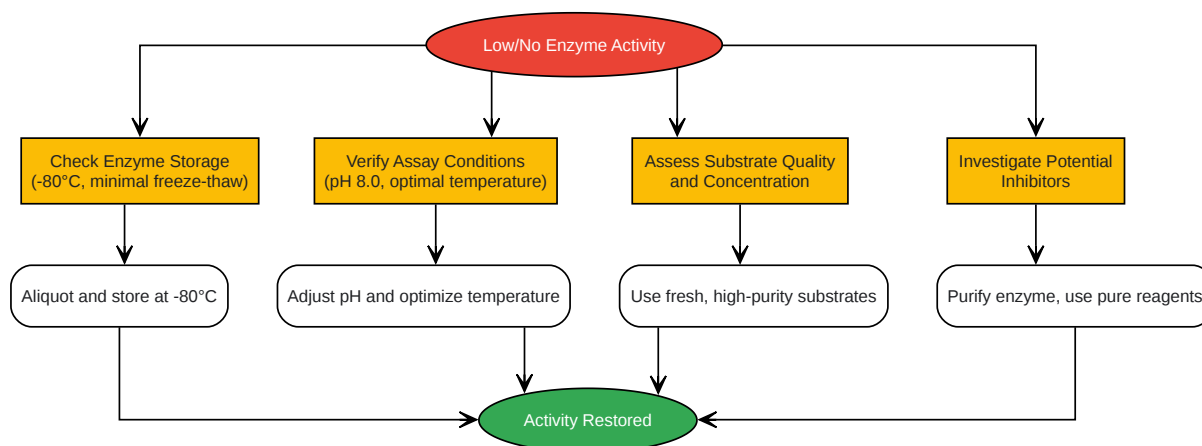 Low/No Enzyme Activity
Check Enzyme Storage
(-80°C, minimal freeze-thaw)
Verify Assay Conditions
(pH 8.0, optimal temperature)
Assess Substrate Quality
and Concentration
Investigate Potential
Inhibitors
Aliquot and store at -80°C
Adjust pH and optimize temperature
Use fresh, high-purity substrates
Purify enzyme, use pure reagents
Activity Restored